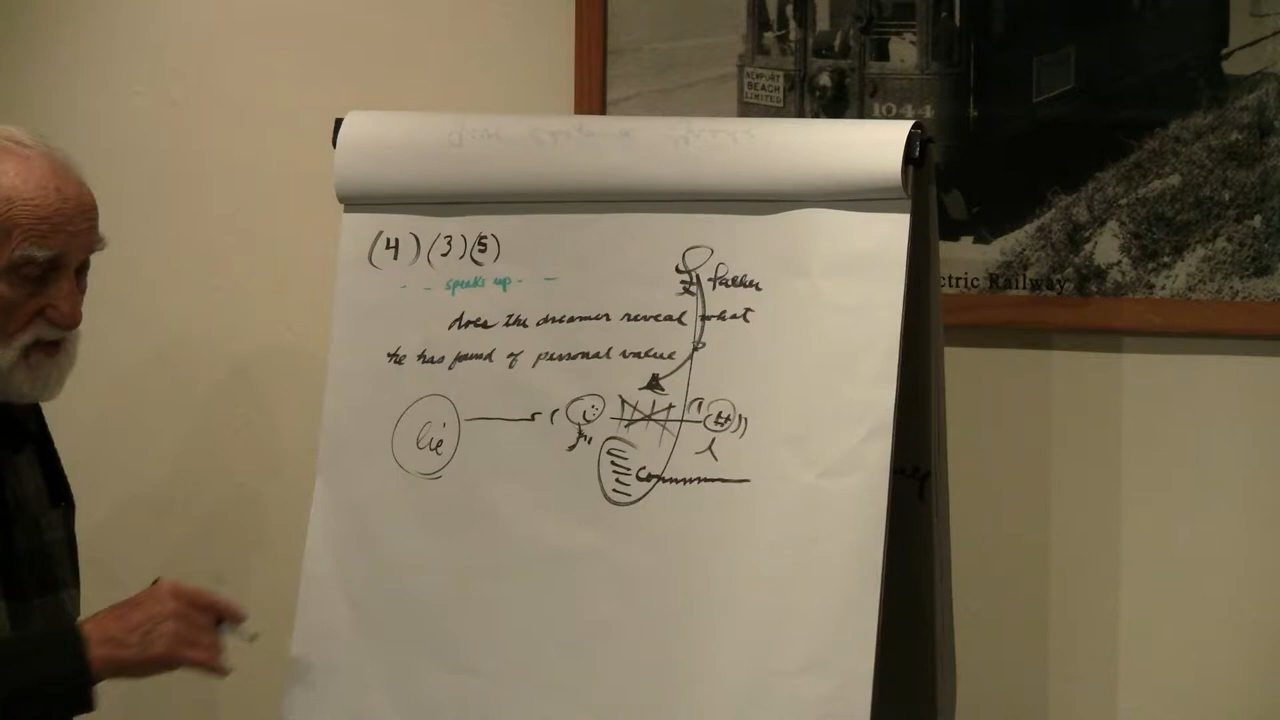 NEWPORT
BEACH
LIMITED
1044
ctric Railway
(4) (3) (5)
speaks up
father
does the dreamer reveal what
he has found of personal value
lie